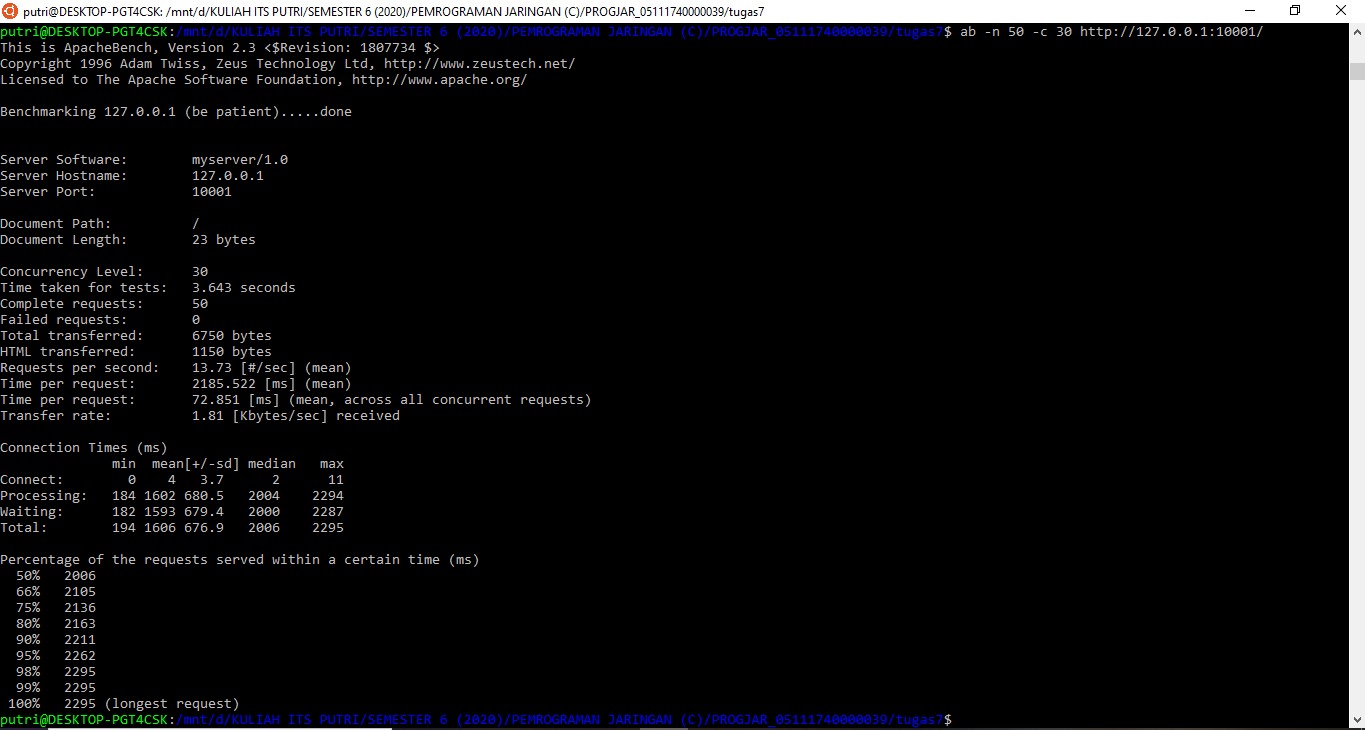 putri@DESKTOP-PGT4CSK: /mnt/d/KULIAH ITS PUTRI/SEMESTER 6 (2020)/PEMROGRAMAN JARINGAN (C)/PROGJAR_05111740000039/tugas7
putri@DESKTOP-PGT4CSK:/mnt/d/KULIAH ITS PUTRI/SEMESTER 6 (2020)/PEMROGRAMAN JARINGAN (C)/PROGJAR_05111740000039/tugas7$ ab -n 50 -c 30 http://127.0.0.1:10001/
This is ApacheBench, Version 2.3 <$Revision: 1807734 $>
Copyright 1996 Adam Twiss, Zeus Technology Ltd, http://www.zeustech.net/
Licensed to The Apache Software Foundation, http://www.apache.org/

Benchmarking 127.0.0.1 (be patient).....done


Server Software:        myserver/1.0
Server Hostname:        127.0.0.1
Server Port:            10001

Document Path:          /
Document Length:        23 bytes

Concurrency Level:      30
Time taken for tests:   3.643 seconds
Complete requests:      50
Failed requests:        0
Total transferred:      6750 bytes
HTML transferred:       1150 bytes
Requests per second:    13.73 [#/sec] (mean)
Time per request:       2185.522 [ms] (mean)
Time per request:       72.851 [ms] (mean, across all concurrent requests)
Transfer rate:          1.81 [Kbytes/sec] received

Connection Times (ms)
              min  mean[+/-sd] median   max
Connect:        0    4   3.7      2      11
Processing:   184 1602 680.5   2004    2294
Waiting:      182 1593 679.4   2000    2287
Total:        194 1606 676.9   2006    2295

Percentage of the requests served within a certain time (ms)
  50%   2006
  66%   2105
  75%   2136
  80%   2163
  90%   2211
  95%   2262
  98%   2295
  99%   2295
 100%   2295 (longest request)
putri@DESKTOP-PGT4CSK:/mnt/d/KULIAH ITS PUTRI/SEMESTER 6 (2020)/PEMROGRAMAN JARINGAN (C)/PROGJAR_05111740000039/tugas7$